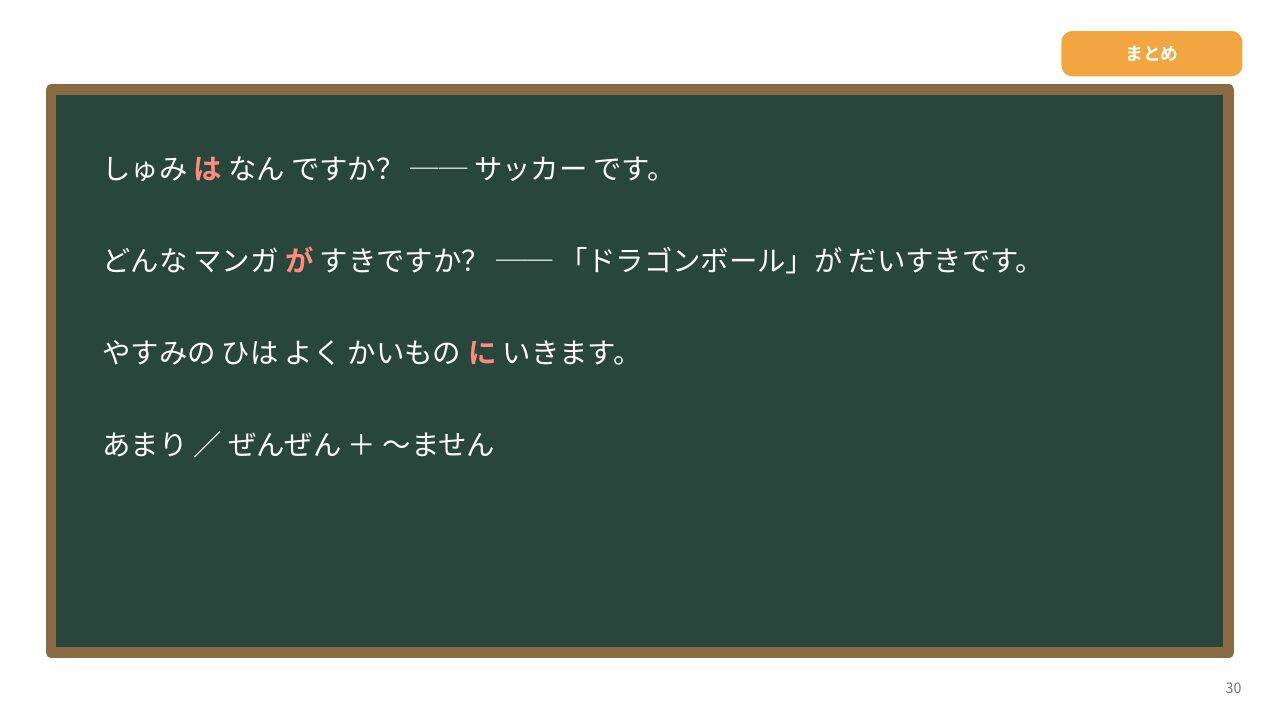 まとめ
しゅみ は なん ですか? ―― サッカー です。
どんな マンガ が すきですか? ―― 「ドラゴンボール」が だいすきです。
やすみの ひは よく かいもの に いきます。
あまり ／ ぜんぜん ＋ ～ません
30